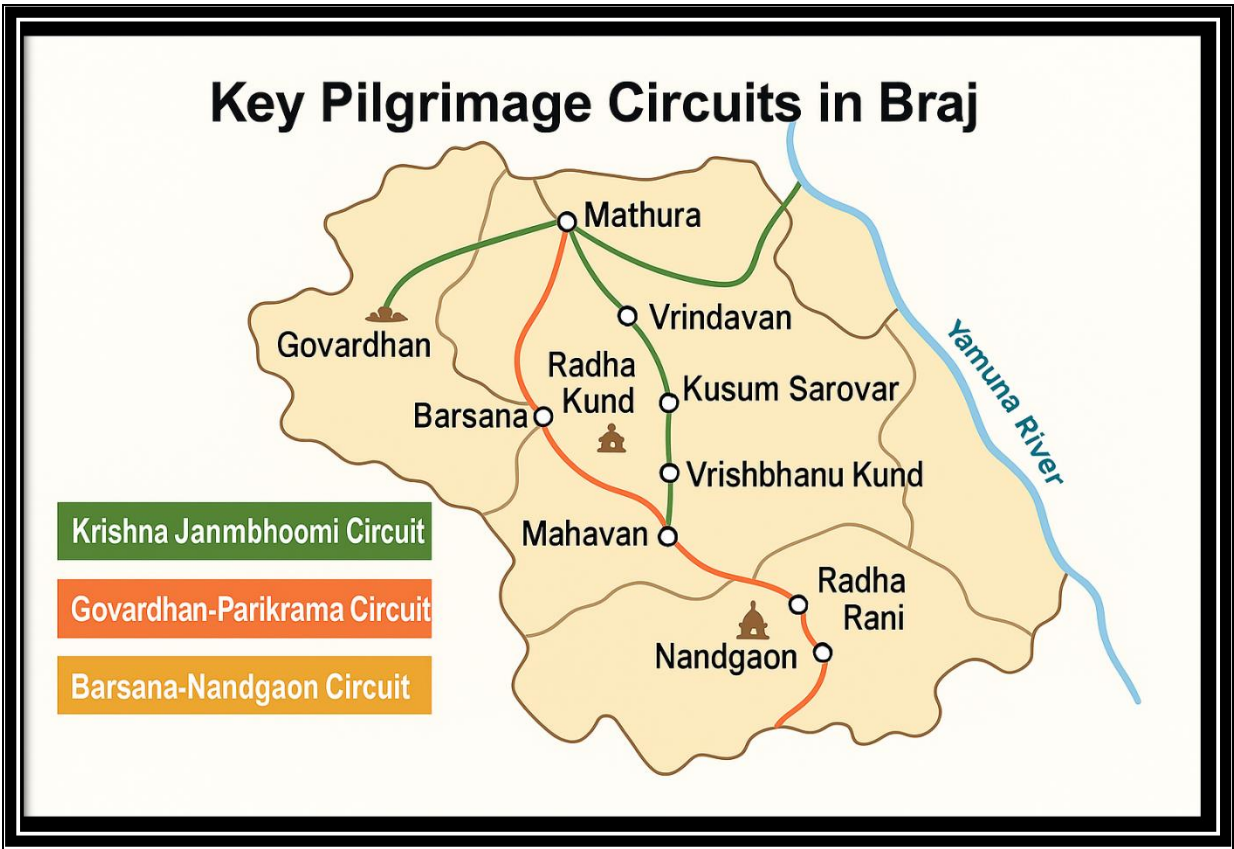 Key Pilgrimage Circuits in Braj
Mathura
Vrindavan
Govardhan
Radha
Kund
Kusum Sarovar
Barsana
Vrishbhanu Kund
Mahavan
Radha
Rani
Nandgaon
Yamuna River
Krishna Janmbhoomi Circuit
Govardhan-Parikrama Circuit
Barsana-Nandgaon Circuit